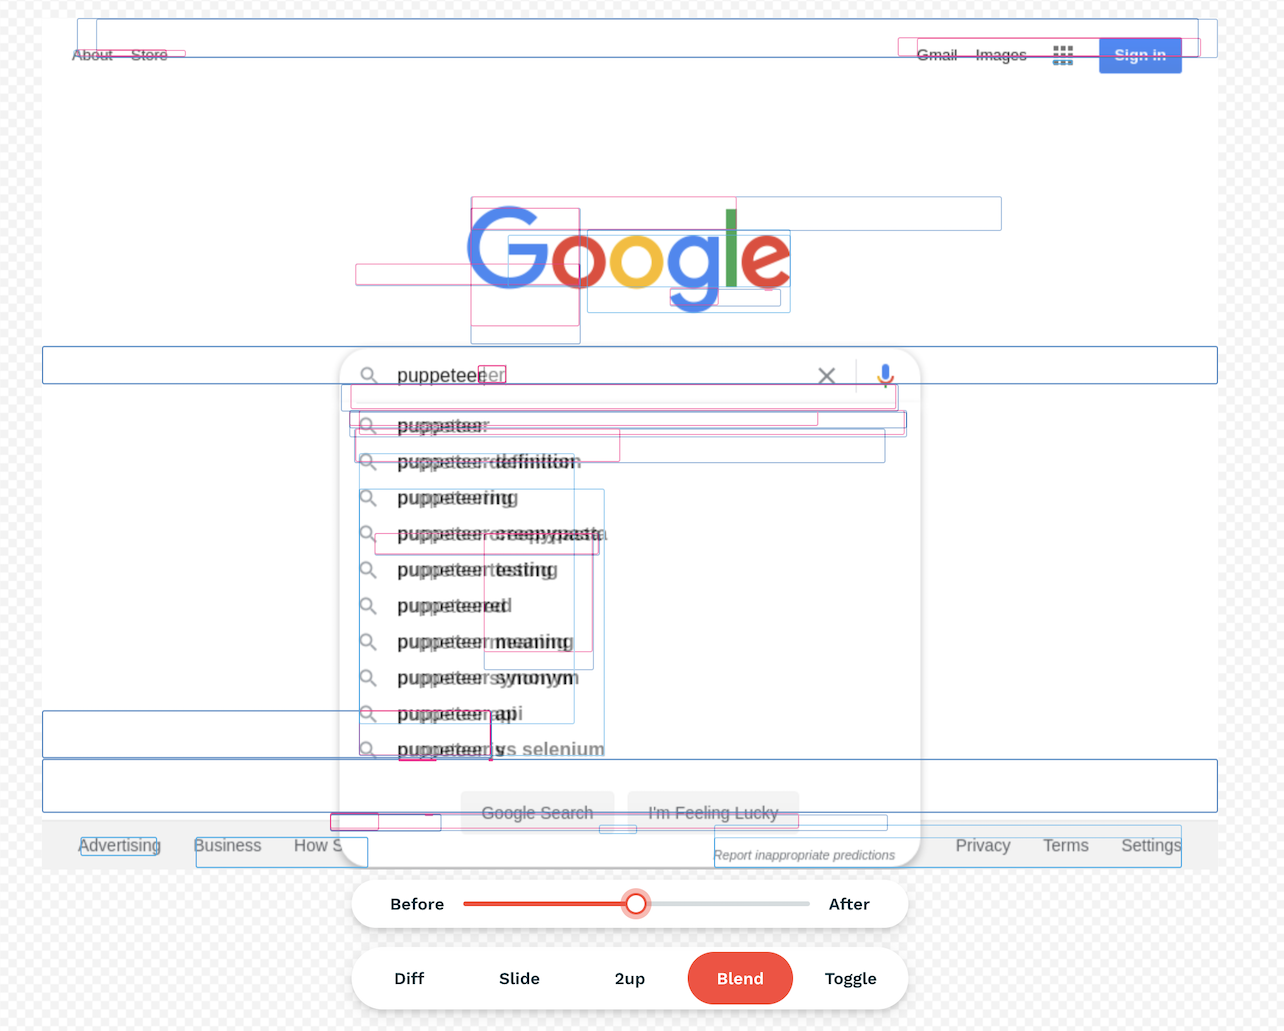 About Store Gmail Images Sign in
Google
puppeteer
puppeteer
puppeteer definition
puppeteering
puppeteer creepypasta
puppeteer testing
puppeteered
puppeteer meaning
puppeteer synonym
puppeteer api
puppeteer vs selenium
Google Search I'm Feeling Lucky
Report inappropriate predictions
Advertising Business How S Privacy Terms Settings
Before After
Diff Slide 2up Blend Toggle